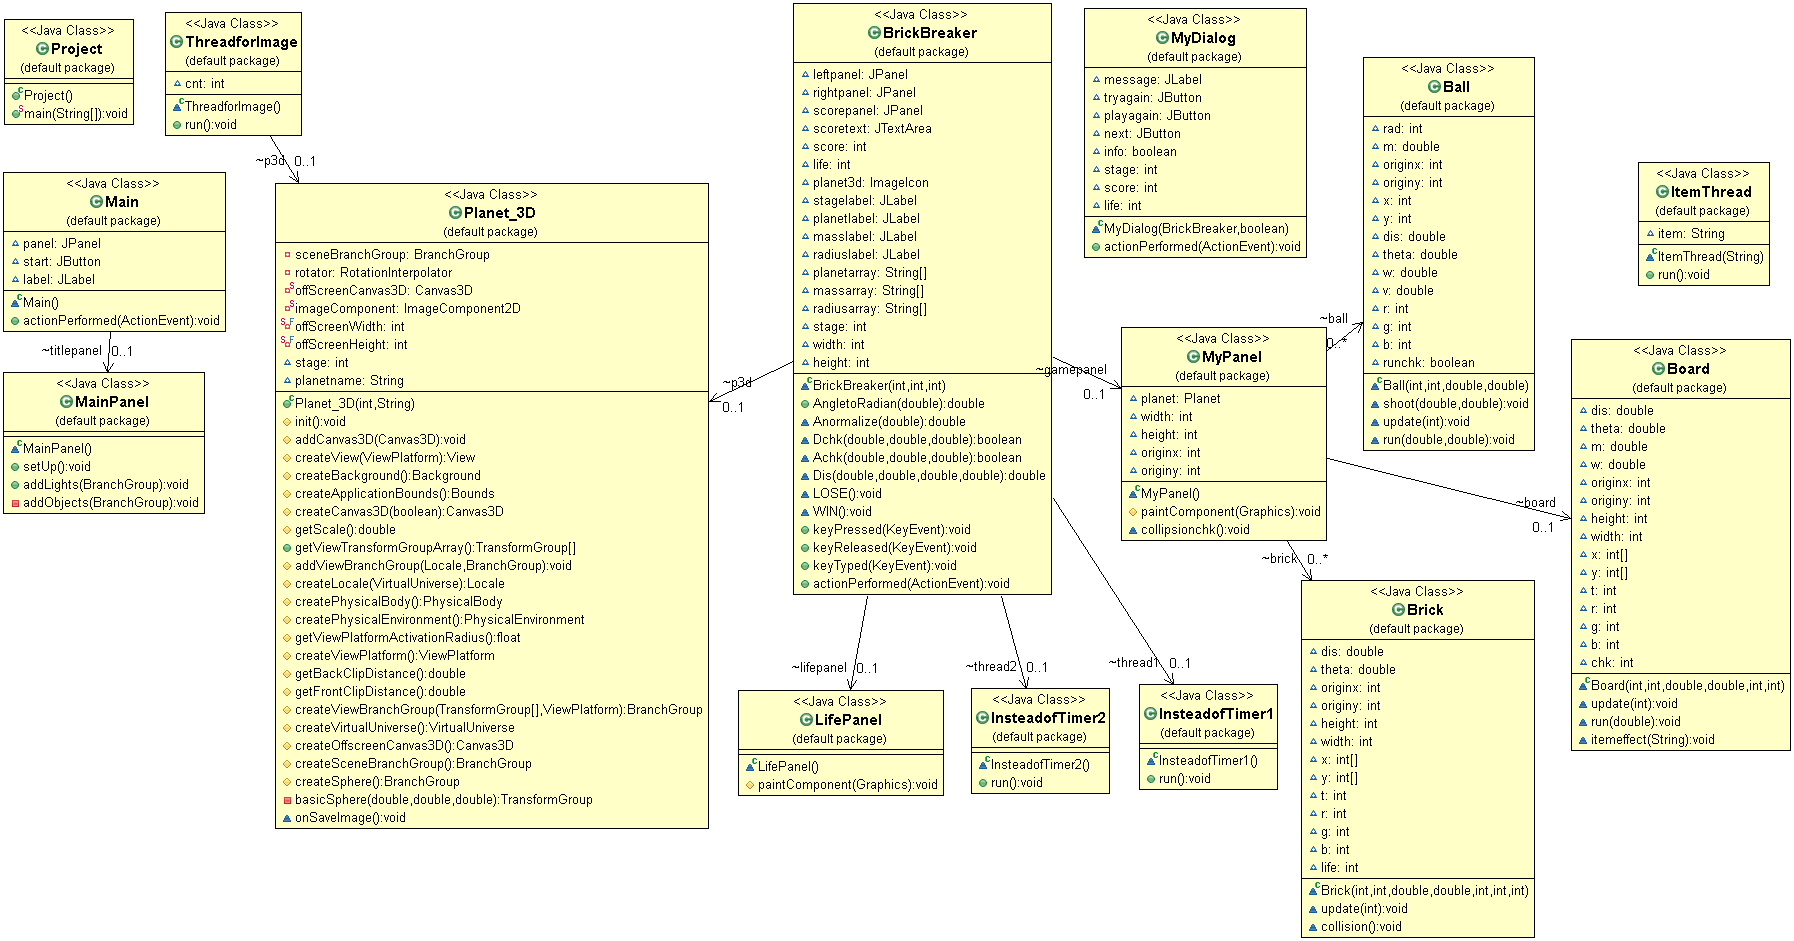 <<Java Class>>
Project
(default package)
Project()
main(String[]):void
<<Java Class>>
ThreadforImage
(default package)
cnt: int
ThreadforImage()
run():void
~p3d 0..1
<<Java Class>>
Main
(default package)
panel: JPanel
start: JButton
label: JLabel
Main()
actionPerformed(ActionEvent):void
~titlepanel 0..1
<<Java Class>>
MainPanel
(default package)
MainPanel()
setUp():void
addLights(BranchGroup):void
addObjects(BranchGroup):void
<<Java Class>>
Planet_3D
(default package)
sceneBranchGroup: BranchGroup
rotator: RotationInterpolator
offScreenCanvas3D: Canvas3D
imageComponent: ImageComponent2D
offScreenWidth: int
offScreenHeight: int
stage: int
planetname: String
Planet_3D(int,String)
init():void
addCanvas3D(Canvas3D):void
createView(ViewPlatform):View
createBackground():Background
createApplicationBounds():Bounds
createCanvas3D(boolean):Canvas3D
getScale():double
getViewTransformGroupArray():TransformGroup[]
addViewBranchGroup(Locale,BranchGroup):void
createLocale(VirtualUniverse):Locale
createPhysicalBody():PhysicalBody
createPhysicalEnvironment():PhysicalEnvironment
getViewPlatformActivationRadius():float
createViewPlatform():ViewPlatform
getBackClipDistance():double
getFrontClipDistance():double
createViewBranchGroup(TransformGroup[],ViewPlatform):BranchGroup
createVirtualUniverse():VirtualUniverse
createOffscreenCanvas3D():Canvas3D
createSceneBranchGroup():BranchGroup
createSphere():BranchGroup
basicSphere(double,double,double):TransformGroup
onSaveImage():void
~p3d
0..1
<<Java Class>>
BrickBreaker
(default package)
leftpanel: JPanel
rightpanel: JPanel
scorepanel: JPanel
scoretext: JTextArea
score: int
life: int
planet3d: ImageIcon
stagelabel: JLabel
planetlabel: JLabel
masslabel: JLabel
radiuslabel: JLabel
planetarray: String[]
massarray: String[]
radiusarray: String[]
stage: int
width: int
height: int
BrickBreaker(int,int,int)
AngletoRadian(double):double
Anormalize(double):double
Dchk(double,double,double):boolean
Achk(double,double,double):boolean
Dis(double,double,double,double):double
LOSE():void
WIN():void
keyPressed(KeyEvent):void
keyReleased(KeyEvent):void
keyTyped(KeyEvent):void
actionPerformed(ActionEvent):void
~lifepanel 0..1
<<Java Class>>
LifePanel
(default package)
LifePanel()
paintComponent(Graphics):void
~thread2 0..1
<<Java Class>>
InsteadofTimer2
(default package)
InsteadofTimer2()
run():void
~thread1 0..1
<<Java Class>>
InsteadofTimer1
(default package)
InsteadofTimer1()
run():void
<<Java Class>>
MyDialog
(default package)
message: JLabel
tryagain: JButton
playagain: JButton
next: JButton
info: boolean
stage: int
score: int
life: int
MyDialog(BrickBreaker,boolean)
actionPerformed(ActionEvent):void
~gamepanel
0..1
<<Java Class>>
MyPanel
(default package)
planet: Planet
width: int
height: int
originx: int
originy: int
MyPanel()
paintComponent(Graphics):void
collipsionchk():void
~ball
0..*
<<Java Class>>
Ball
(default package)
rad: int
m: double
originx: int
originy: int
x: int
y: int
dis: double
theta: double
w: double
v: double
r: int
g: int
b: int
runchk: boolean
Ball(int,int,double,double)
shoot(double,double):void
update(int):void
run(double,double):void
~brick 0..*
<<Java Class>>
Brick
(default package)
dis: double
theta: double
originx: int
originy: int
height: int
width: int
x: int[]
y: int[]
t: int
r: int
g: int
b: int
life: int
Brick(int,int,double,double,int,int,int)
update(int):void
collision():void
~board
0..1
<<Java Class>>
Board
(default package)
dis: double
theta: double
m: double
w: double
originx: int
originy: int
height: int
width: int
x: int[]
y: int[]
t: int
r: int
g: int
b: int
chk: int
Board(int,int,double,double,int,int)
update(int):void
run(double):void
itemeffect(String):void
<<Java Class>>
ItemThread
(default package)
item: String
ItemThread(String)
run():void